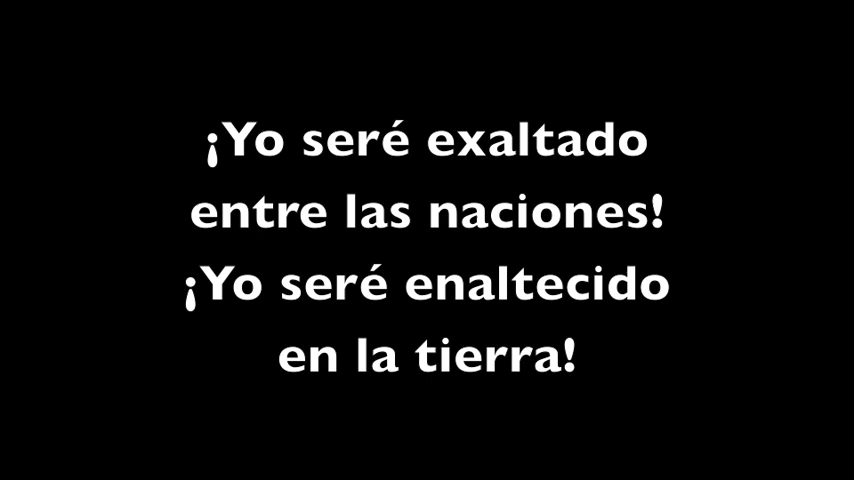 ¡Yo seré exaltado
entre las naciones!
¡Yo seré enaltecido
en la tierra!